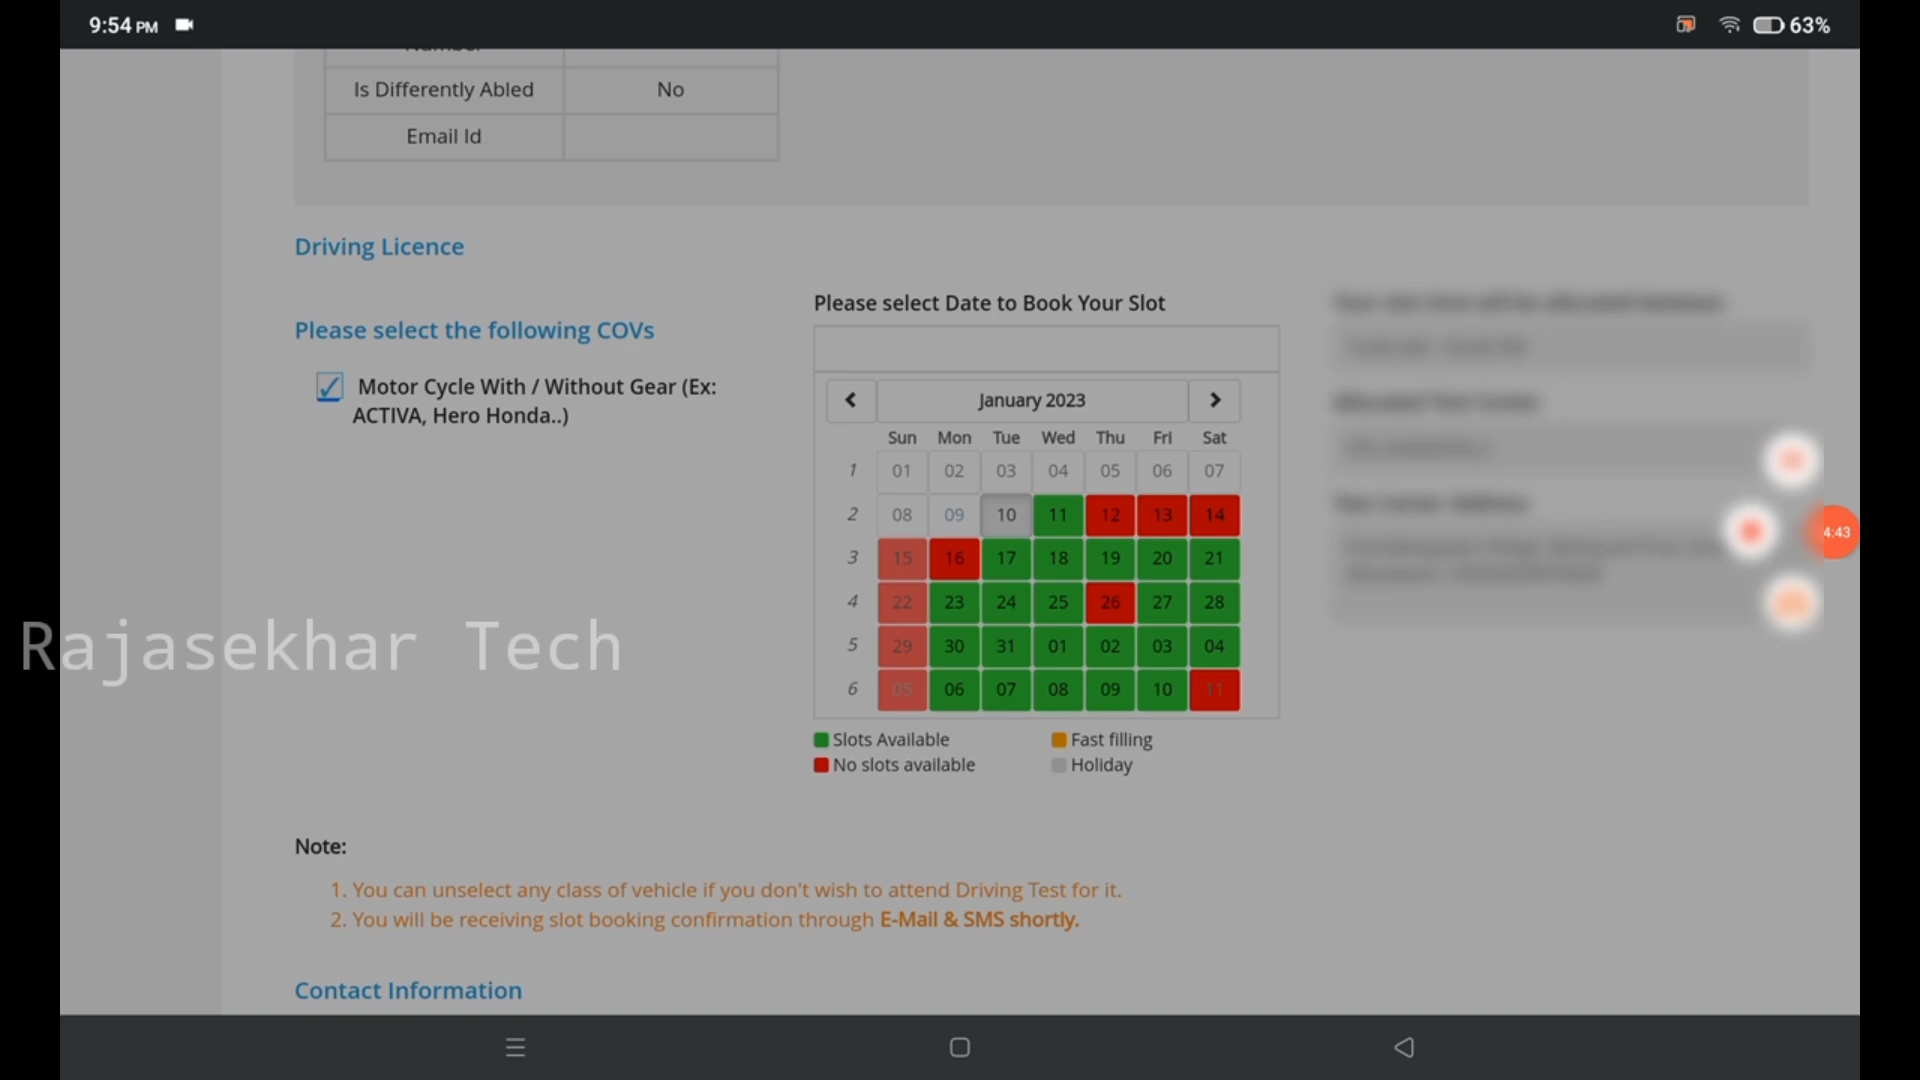 9:54 PM
63%
Is Differently Abled No
Email Id
Driving Licence
Please select Date to Book Your Slot
Please select the following COVs
Motor Cycle With / Without Gear (Ex:
ACTIVA, Hero Honda..)
January 2023
Sun Mon Tue Wed Thu Fri Sat
1 01 02 03 04 05 06 07
2 08 09 10 11 12 13 14
3 15 16 17 18 19 20 21
4 22 23 24 25 26 27 28
5 29 30 31 01 02 03 04
6 05 06 07 08 09 10 11
Slots Available Fast filling
No slots available Holiday
4:43
Rajasekhar Tech
Note:
1. You can unselect any class of vehicle if you don't wish to attend Driving Test for it.
2. You will be receiving slot booking confirmation through E-Mail & SMS shortly.
Contact Information